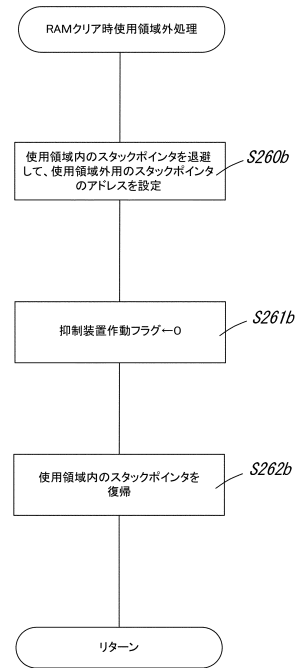 RAMクリア時使用領域外処理
使用領域内のスタックポインタを退避
して、使用領域外用のスタックポインタ
のアドレスを設定
S260b
抑制装置作動フラグ←0
S261b
使用領域内のスタックポインタを
復帰
S262b
リターン